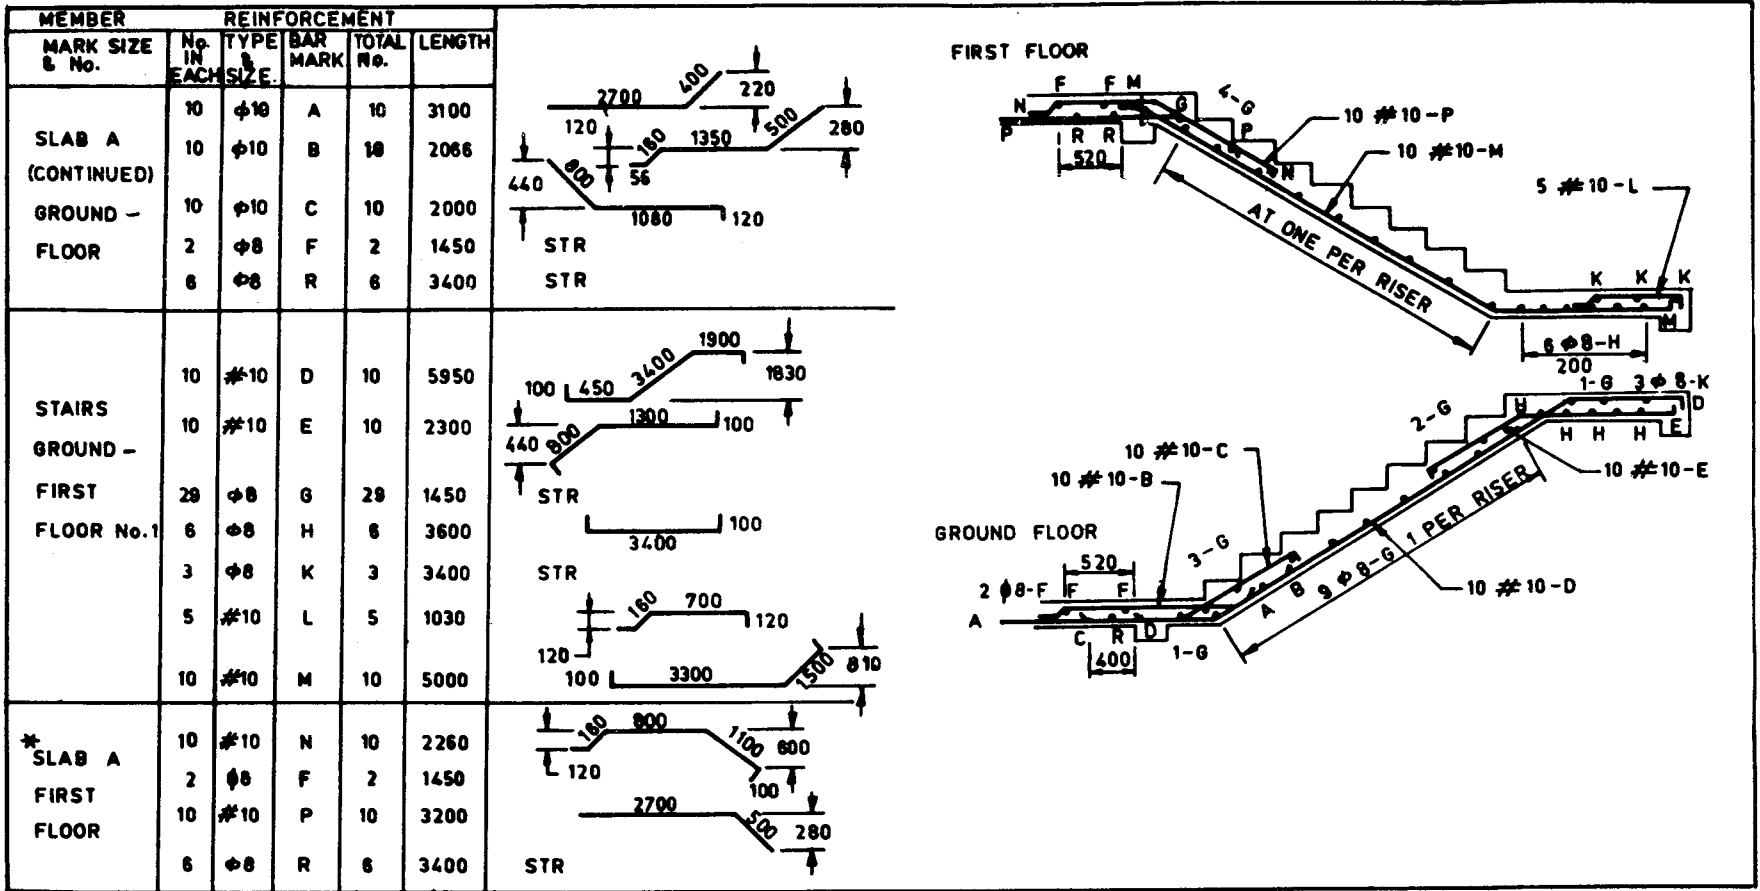 MEMBER REINFORCEMENT
MARK SIZE & No. No. IN EACH TYPE & SIZE. BAR MARK TOTAL No. LENGTH
SLAB A (CONTINUED) GROUND - FLOOR
10 φ10 A 10 3100
10 φ10 B 10 2066
10 φ10 C 10 2000
2 φ8 F 2 1450 STR
6 φ8 R 6 3400 STR
2700 400 220
120 160 56 1350 500 280
440 800 1080 120
STAIRS GROUND - FIRST FLOOR No.1
10 #10 D 10 5950
10 #10 E 10 2300
29 φ8 G 29 1450 STR
6 φ8 H 6 3600
3 φ8 K 3 3400 STR
5 #10 L 5 1030
10 #10 M 10 5000
100 450 3400 1900 1830
440 800 1300 100
3400 100
120 160 700 120
100 3300 1500 810
*SLAB A FIRST FLOOR
10 #10 N 10 2260
2 φ8 F 2 1450
10 #10 P 10 3200
6 φ8 R 6 3400 STR
120 160 800 1100 600 100
2700 500 280
FIRST FLOOR
F F M G 4-G
N P R R P N
520
10 #10-P
10 #10-M
5 #10-L
AT ONE PER RISER
K K K
M
6 φ8-H
200
1-G 3φ8-K
H D
2-G
H H H E
10 #10-C
10 #10-B
10 #10-E
GROUND FLOOR
3-G
520
2 φ8-F F F
A B 9 φ8-G 1 PER RISER
10 #10-D
A C R D 1-G
400